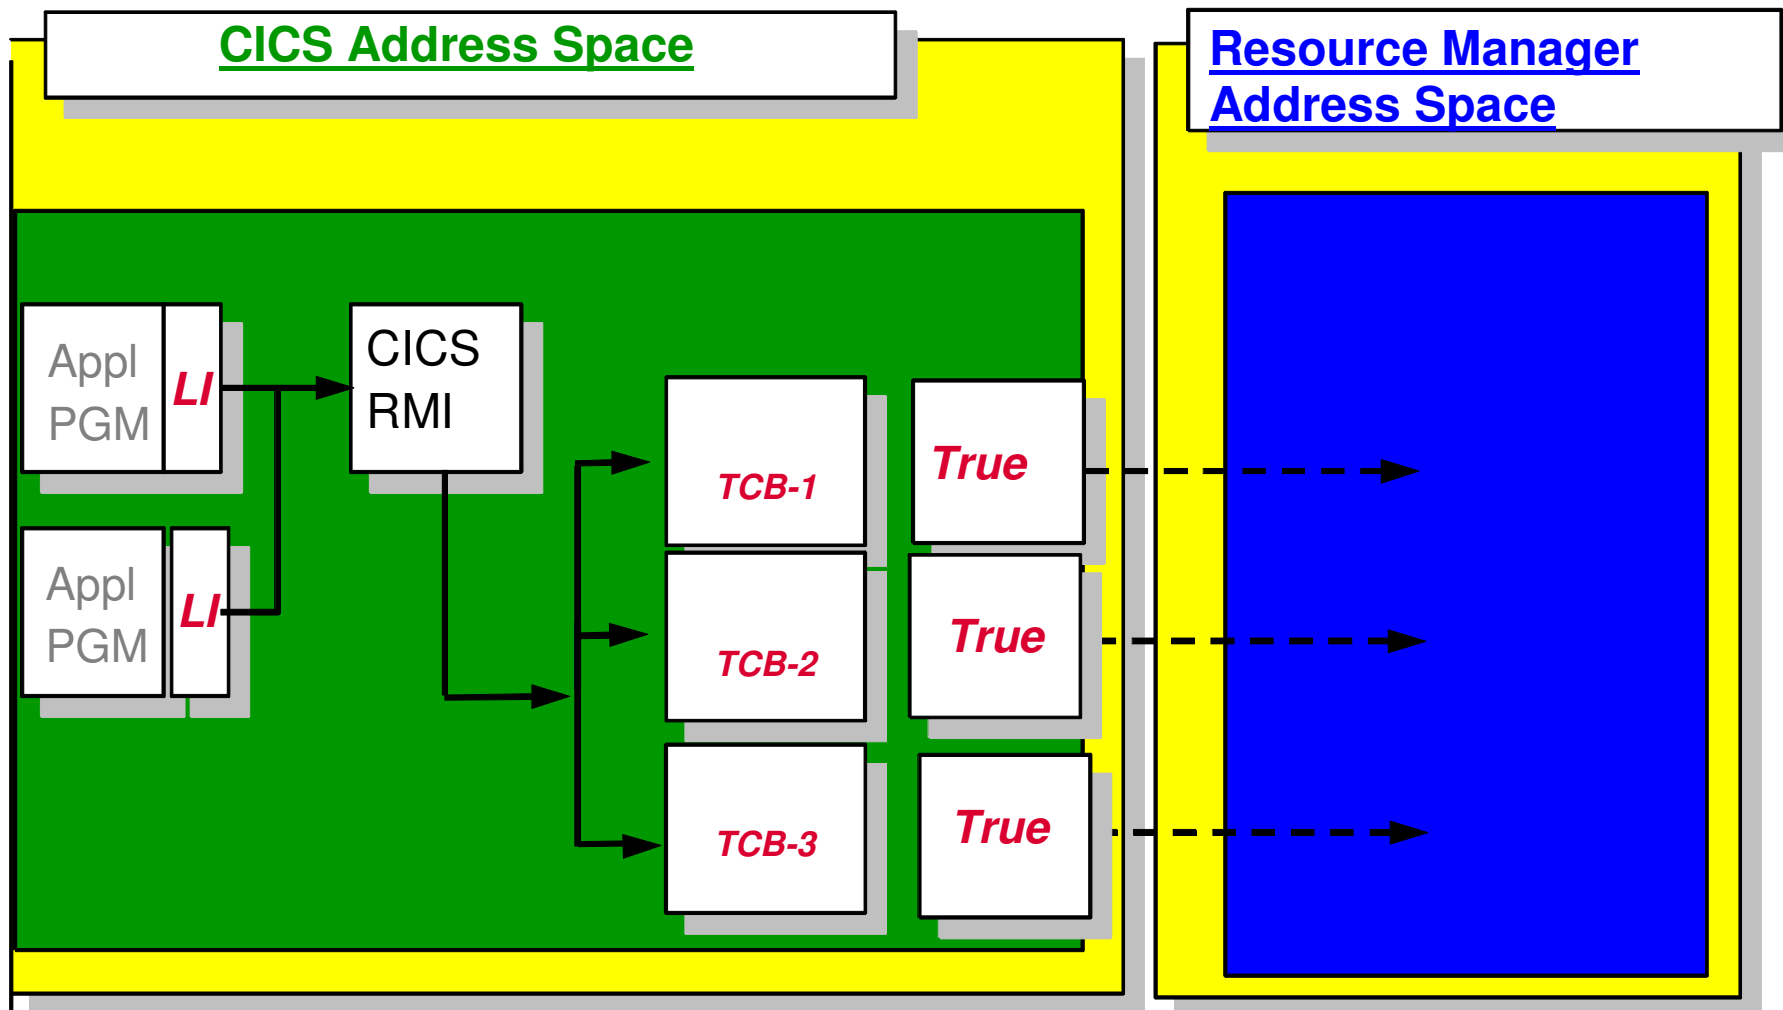 CICS Address Space
Resource Manager
Address Space
Appl
PGM
LI
CICS
RMI
TCB-1
True
Appl
PGM
LI
TCB-2
True
TCB-3
True